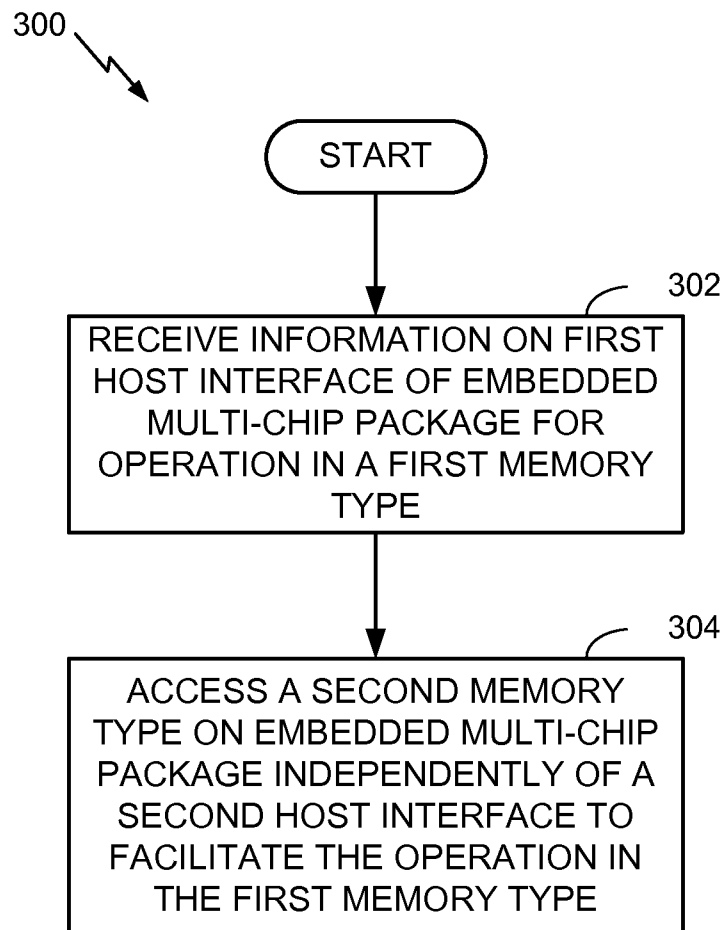 300
START
302
RECEIVE INFORMATION ON FIRST
HOST INTERFACE OF EMBEDDED
MULTI-CHIP PACKAGE FOR
OPERATION IN A FIRST MEMORY
TYPE
304
ACCESS A SECOND MEMORY
TYPE ON EMBEDDED MULTI-CHIP
PACKAGE INDEPENDENTLY OF A
SECOND HOST INTERFACE TO
FACILITATE THE OPERATION IN
THE FIRST MEMORY TYPE